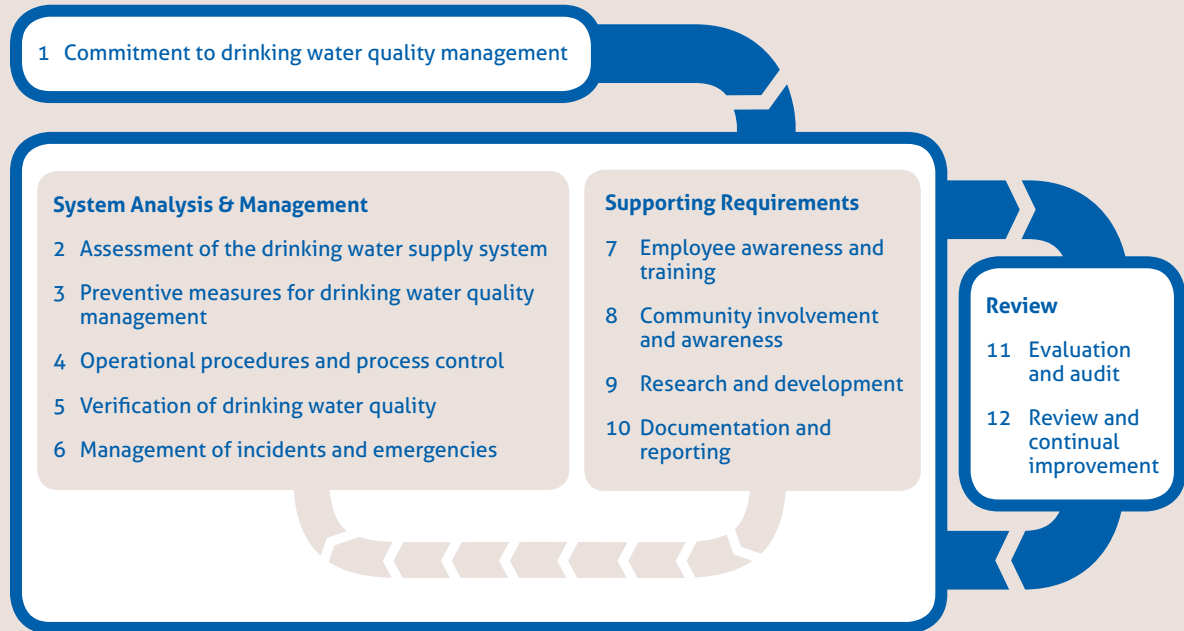 1 Commitment to drinking water quality management
System Analysis & Management
2 Assessment of the drinking water supply system
3 Preventive measures for drinking water quality
management
4 Operational procedures and process control
5 Verification of drinking water quality
6 Management of incidents and emergencies
Supporting Requirements
7 Employee awareness and
training
8 Community involvement
and awareness
9 Research and development
10 Documentation and
reporting
Review
11 Evaluation
and audit
12 Review and
continual
improvement